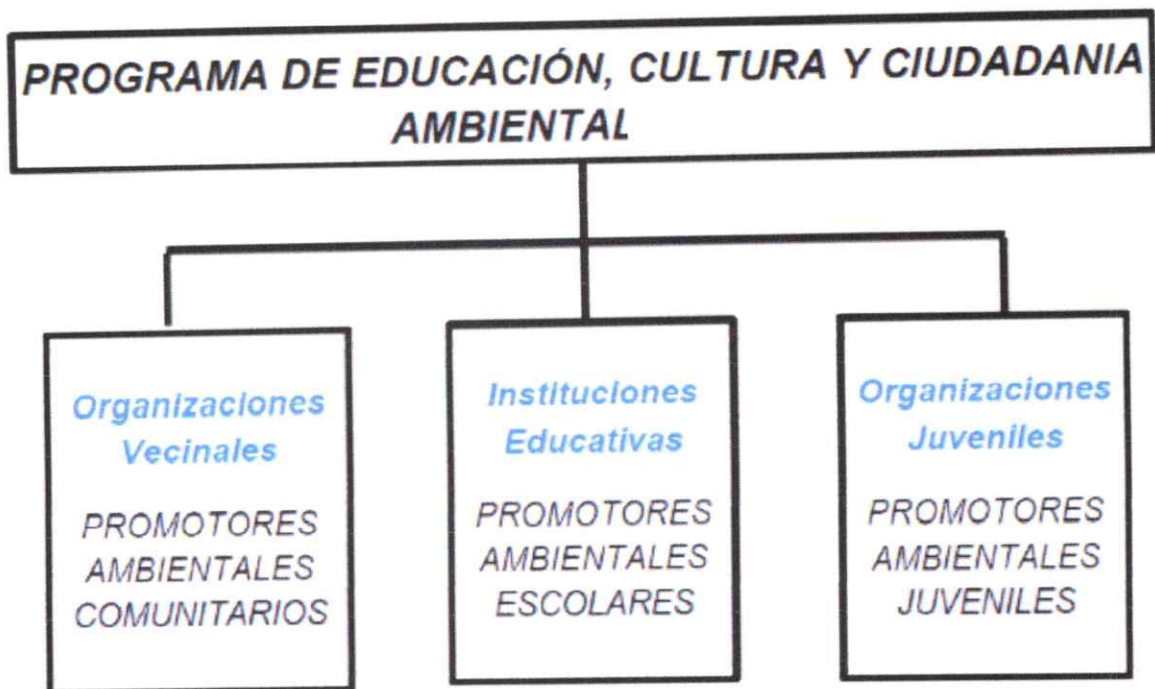 PROGRAMA DE EDUCACIÓN, CULTURA Y CIUDADANIA
AMBIENTAL
Organizaciones
Vecinales
PROMOTORES
AMBIENTALES
COMUNITARIOS
Instituciones
Educativas
PROMOTORES
AMBIENTALES
ESCOLARES
Organizaciones
Juveniles
PROMOTORES
AMBIENTALES
JUVENILES